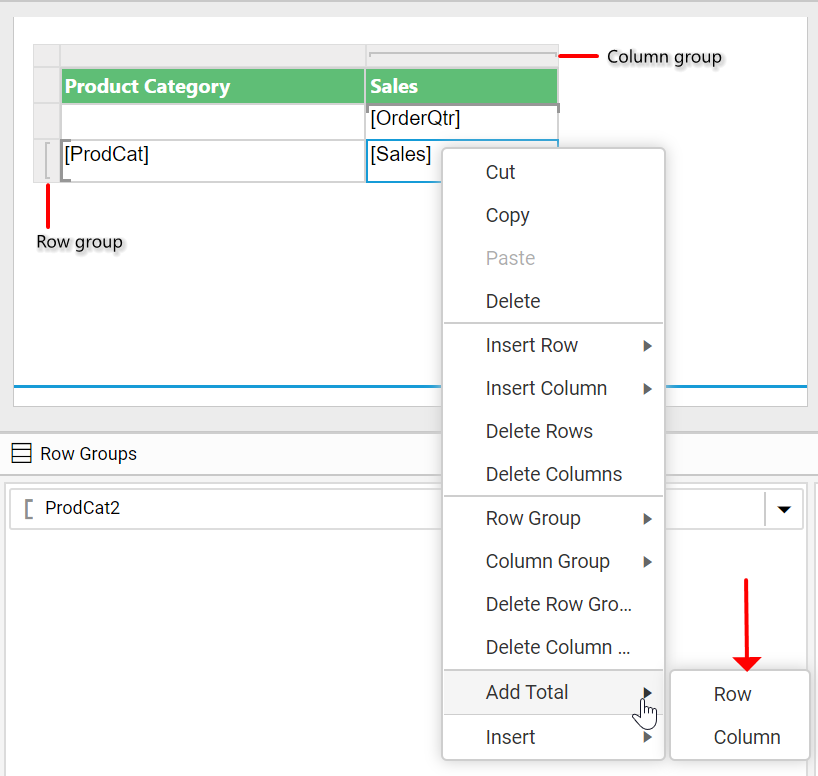 Column group
Product Category Sales
[OrderQtr]
[ProdCat] [Sales]
Row group
Cut
Copy
Paste
Delete
Insert Row
Insert Column
Delete Rows
Delete Columns
Row Group
Column Group
Delete Row Gro...
Delete Column ...
Add Total
Insert
Row
Column
Row Groups
ProdCat2